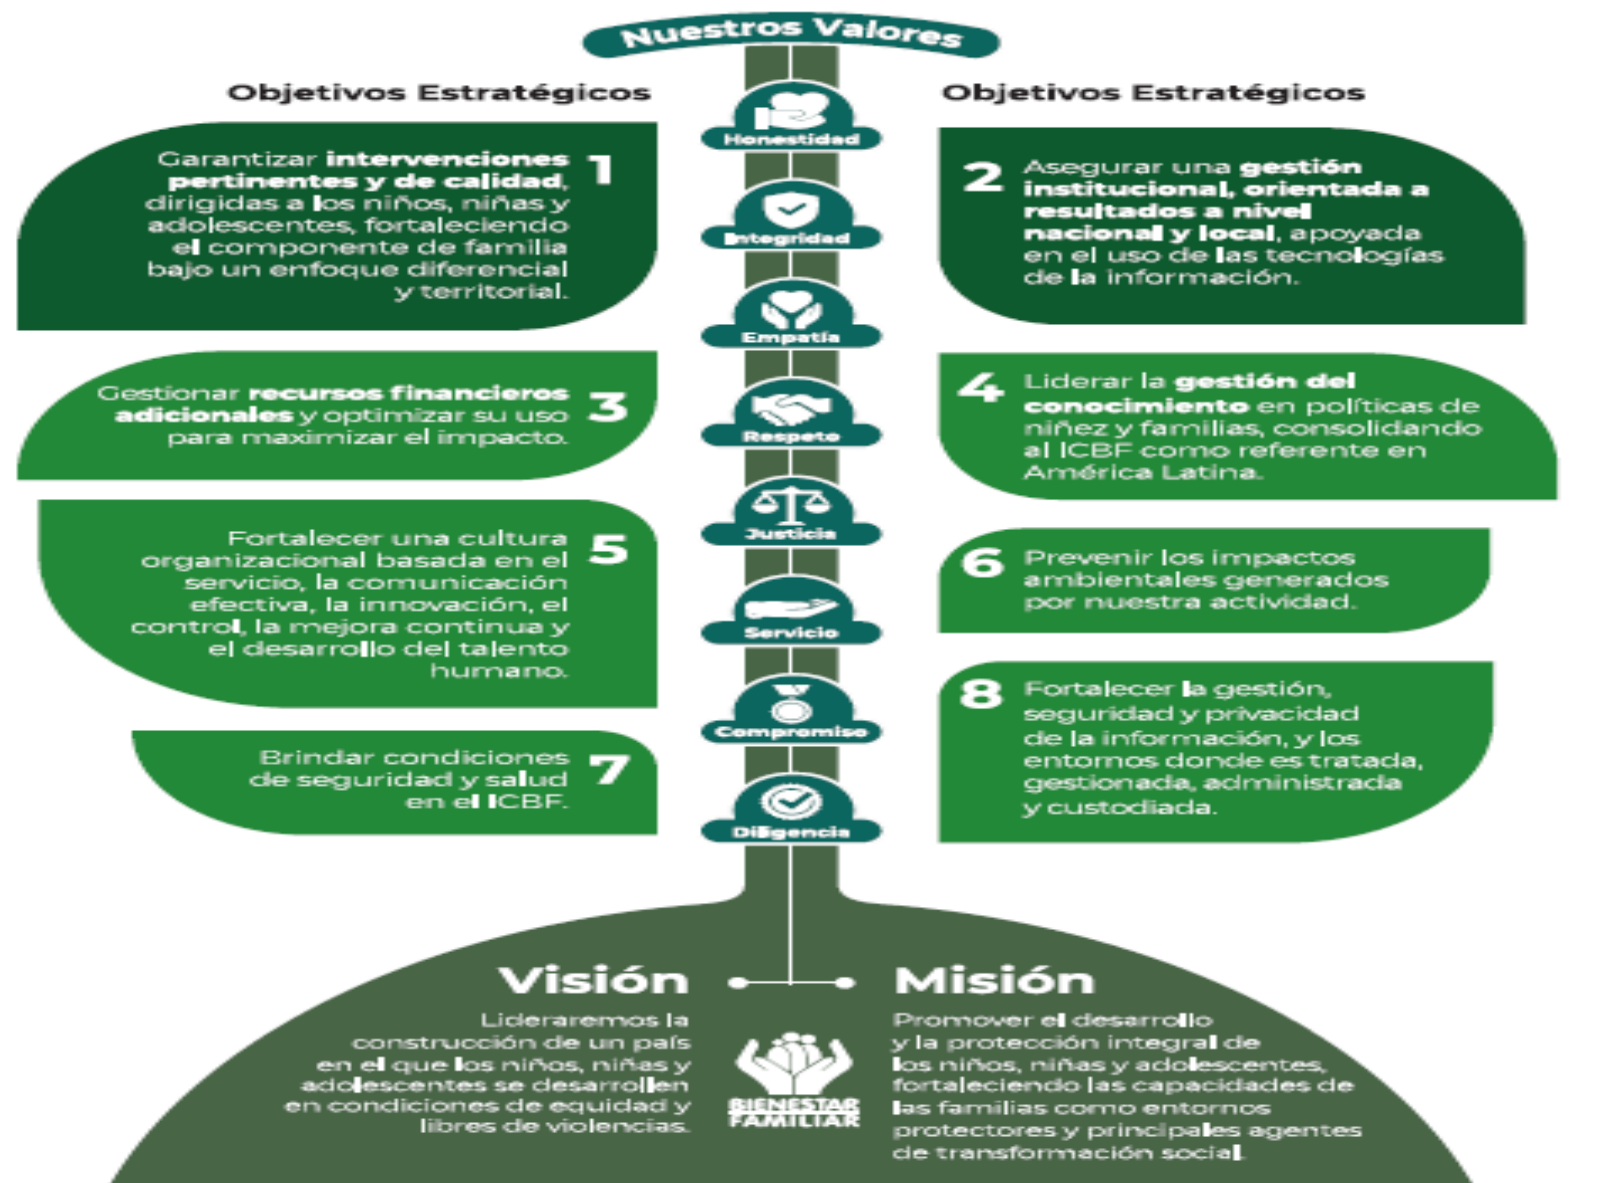 Nuestros Valores
Objetivos Estratégicos
1
Garantizar intervenciones
pertinentes y de calidad,
dirigidas a los niños, niñas y
adolescentes, fortaleciendo
el componente de familia
bajo un enfoque diferencial
y territorial.
3
Gestionar recursos financieros
adicionales y optimizar su uso
para maximizar el impacto.
5
Fortalecer una cultura
organizacional basada en el
servicio, la comunicación
efectiva, la innovación, el
control, la mejora continua y
el desarrollo del talento
humano.
7
Brindar condiciones
de seguridad y salud
en el ICBF.
Honestidad
Integridad
Empatía
Respeto
Justicia
Servicio
Compromiso
Diligencia
Objetivos Estratégicos
2
Asegurar una gestión
institucional, orientada a
resultados a nivel
nacional y local, apoyada
en el uso de las tecnologías
de la información.
4
Liderar la gestión del
conocimiento en políticas de
niñez y familias, consolidando
al ICBF como referente en
América Latina.
6
Prevenir los impactos
ambientales generados
por nuestra actividad.
8
Fortalecer la gestión,
seguridad y privacidad
de la información, y los
entornos donde es tratada,
gestionada, administrada
y custodiada.
Visión
Lideraremos la
construcción de un país
en el que los niños, niñas y
adolescentes se desarrollen
en condiciones de equidad y
libres de violencias.
BIENESTAR
FAMILIAR
Misión
Promover el desarrollo
y la protección integral de
los niños, niñas y adolescentes,
fortaleciendo las capacidades de
las familias como entornos
protectores y principales agentes
de transformación social.